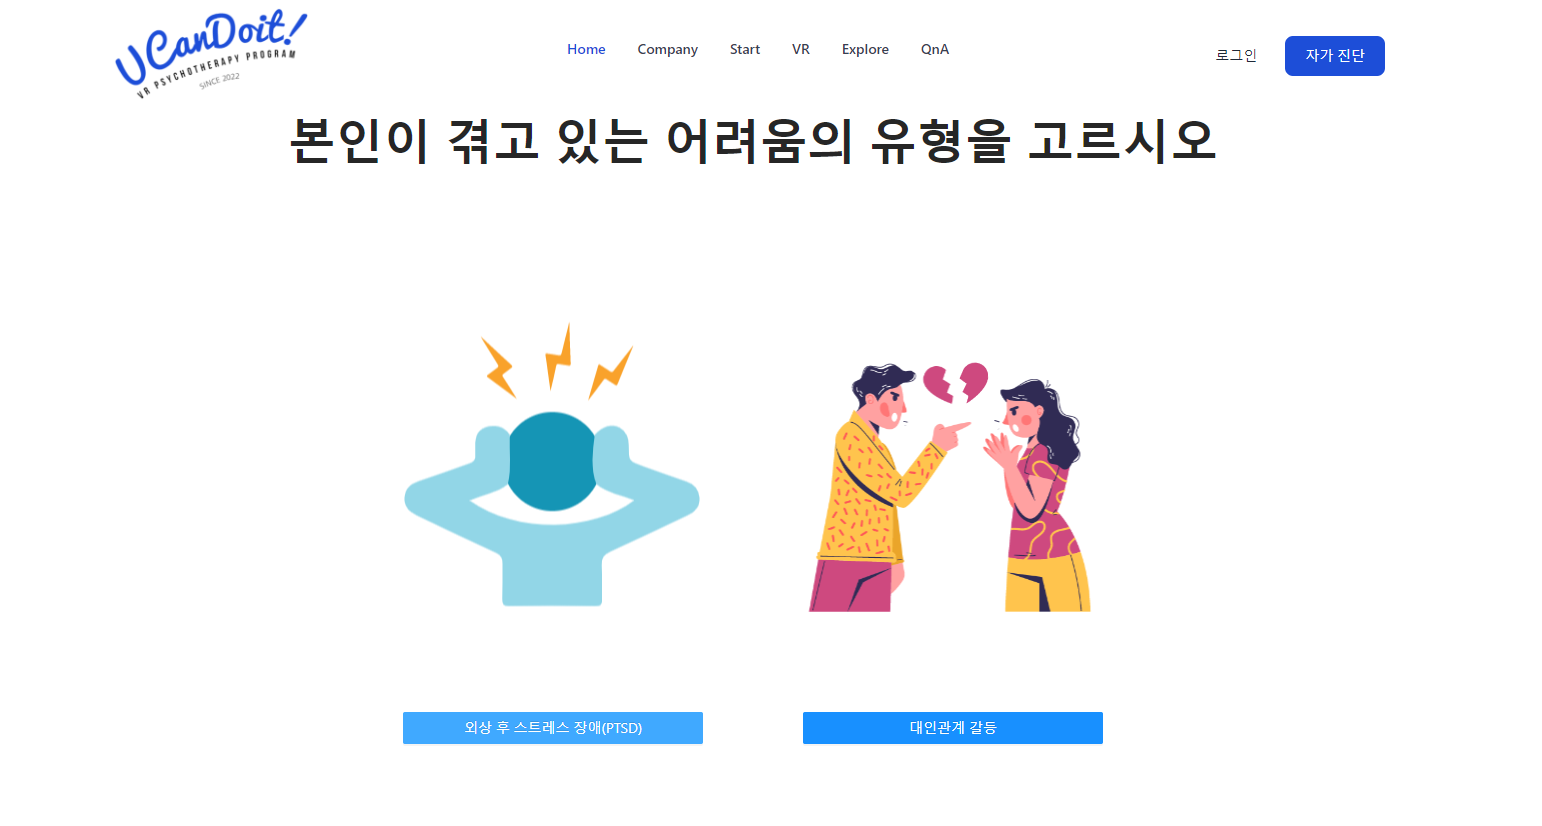 UCanDoit!
VR PSYCHOTHERAPY PROGRAM
SINCE 2022
Home Company Start VR Explore QnA
로그인 자가 진단
본인이 겪고 있는 어려움의 유형을 고르시오
외상 후 스트레스 장애(PTSD) 대인관계 갈등